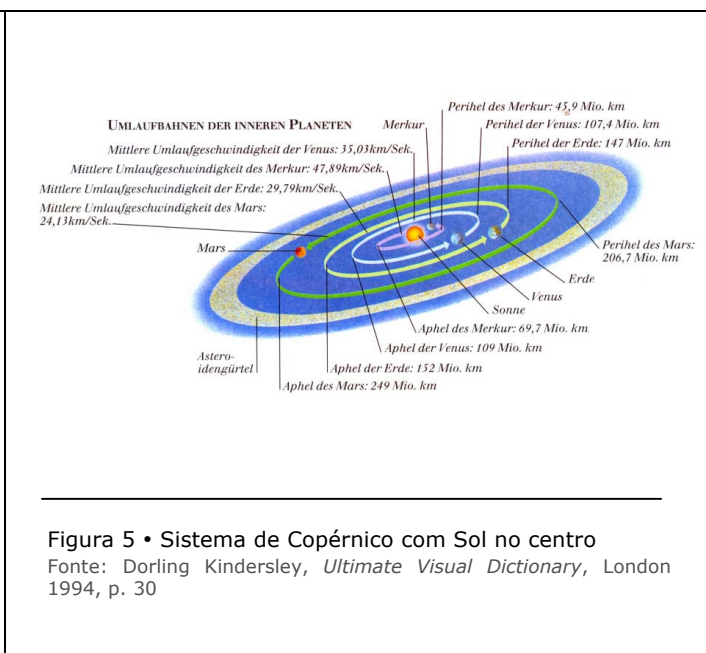 UMLAUFBAHNEN DER INNEREN PLANETEN
Merkur
Perihel des Merkur: 45,9 Mio. km
Perihel der Venus: 107,4 Mio. km
Perihel der Erde: 147 Mio. km
Mittlere Umlaufgeschwindigkeit der Venus: 35,03km/Sek.
Mittlere Umlaufgeschwindigkeit des Merkur: 47,89km/Sek.
Mittlere Umlaufgeschwindigkeit der Erde: 29,79km/Sek.
Mittlere Umlaufgeschwindigkeit des Mars:
24,13km/Sek.
Mars
Perihel des Mars:
206,7 Mio. km
Erde
Venus
Sonne
Aphel des Merkur: 69,7 Mio. km
Aphel der Venus: 109 Mio. km
Astero-
idengürtel
Aphel der Erde: 152 Mio. km
Aphel des Mars: 249 Mio. km
Figura 5 • Sistema de Copérnico com Sol no centro
Fonte: Dorling Kindersley, Ultimate Visual Dictionary, London
1994, p. 30